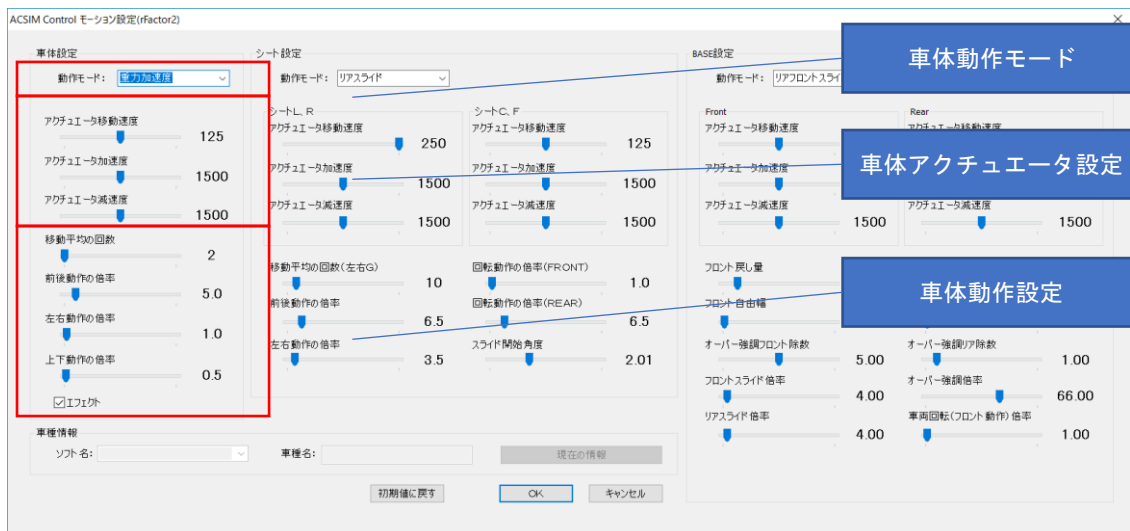 ACSIM Control モーション設定(rFactor2)
車体設定
動作モード: 重力加速度
アクチュエータ移動速度
125
アクチュエータ加速度
1500
アクチュエータ減速度
1500
移動平均の回数
2
前後動作の倍率
5.0
左右動作の倍率
1.0
上下動作の倍率
0.5
エフェクト
シート設定
動作モード: リアスライド
シートL、R
アクチュエータ移動速度
250
アクチュエータ加速度
1500
アクチュエータ減速度
1500
シートC、F
アクチュエータ移動速度
125
アクチュエータ加速度
1500
アクチュエータ減速度
1500
移動平均の回数(左右G)
10
前後動作の倍率
6.5
左右動作の倍率
3.5
回転動作の倍率(FRONT)
1.0
回転動作の倍率(REAR)
6.5
スライド開始角度
2.01
BASE設定
動作モード: リアフロントスライ
Front
アクチュエータ移動速度
アクチュエータ加速度
アクチュエータ減速度
1500
Rear
アクチュエータ移動速度
アクチュエータ減速度
1500
フロント戻し量
フロント自由幅
オーバー強調フロント除数
5.00
フロントスライド倍率
4.00
リアスライド倍率
4.00
オーバー強調リア除数
1.00
オーバー強調倍率
66.00
車両回転(フロント動作)倍率
1.00
車体動作モード
車体アクチュエータ設定
車体動作設定
車種情報
ソフト名:
車種名:
現在の情報
初期値に戻す
OK
キャンセル